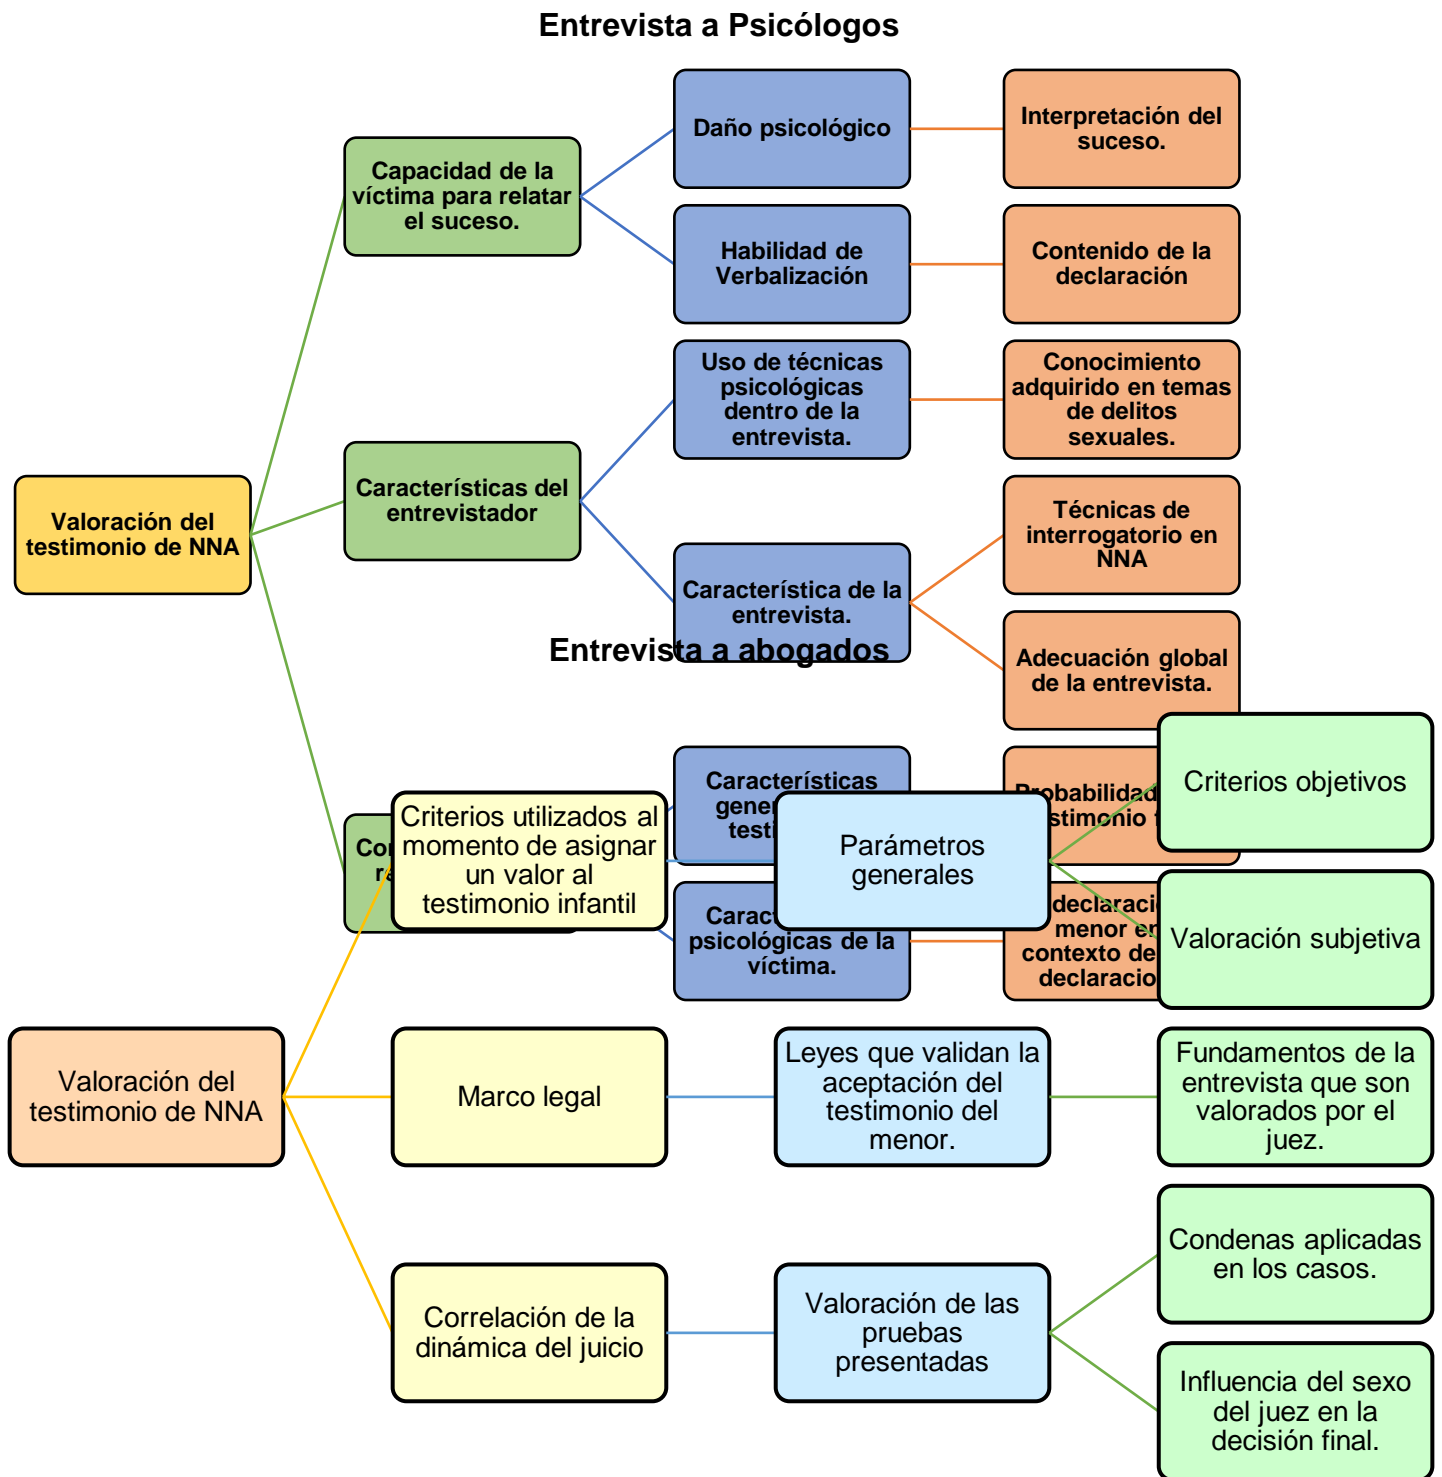 Entrevista a Psicólogos
Valoración del
testimonio de NNA
Capacidad de la
víctima para relatar
el suceso.
Daño psicológico
Interpretación del
suceso.
Habilidad de
Verbalización
Contenido de la
declaración
Características del
entrevistador
Uso de técnicas
psicológicas
dentro de la
entrevista.
Conocimiento
adquirido en temas
de delitos
sexuales.
Característica de la
entrevista.
Técnicas de
interrogatorio en
NNA
Adecuación global
de la entrevista.
Características
psicológicas de la
víctima.
menor en
contexto de
Entrevista a abogados
Valoración del
testimonio de NNA
Criterios utilizados al
momento de asignar
un valor al
testimonio infantil
Parámetros
generales
Criterios objetivos
Valoración subjetiva
Marco legal
Leyes que validan la
aceptación del
testimonio del
menor.
Fundamentos de la
entrevista que son
valorados por el
juez.
Correlación de la
dinámica del juicio
Valoración de las
pruebas
presentadas
Condenas aplicadas
en los casos.
Influencia del sexo
del juez en la
decisión final.